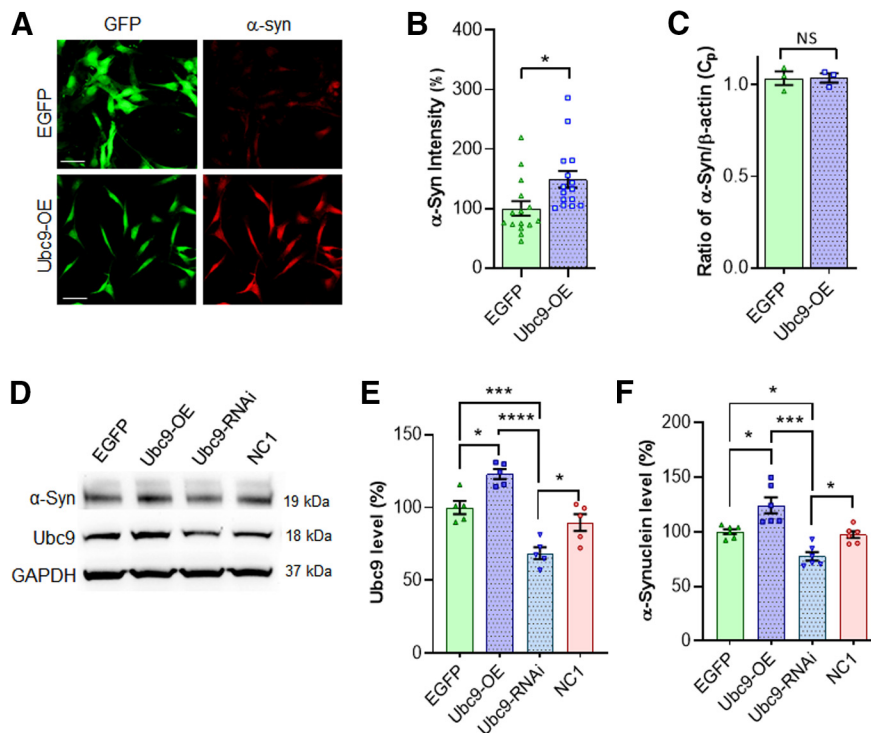 A
GFP
α-syn
EGFP
Ubc9-OE
B
α-Syn Intensity (%)
400
300
200
100
0
*
EGFP
Ubc9-OE
C
Ratio of α-Syn/β-actin (Cp)
1.0
0.5
0.0
NS
EGFP
Ubc9-OE
D
EGFP
Ubc9-OE
Ubc9-RNAi
NC1
α-Syn
19 kDa
Ubc9
18 kDa
GAPDH
37 kDa
E
Ubc9 level (%)
150
100
50
0
***
****
*
*
EGFP
Ubc9-OE
Ubc9-RNAi
NC1
F
α-Synuclein level (%)
200
150
100
50
0
*
***
*
*
EGFP
Ubc9-OE
Ubc9-RNAi
NC1